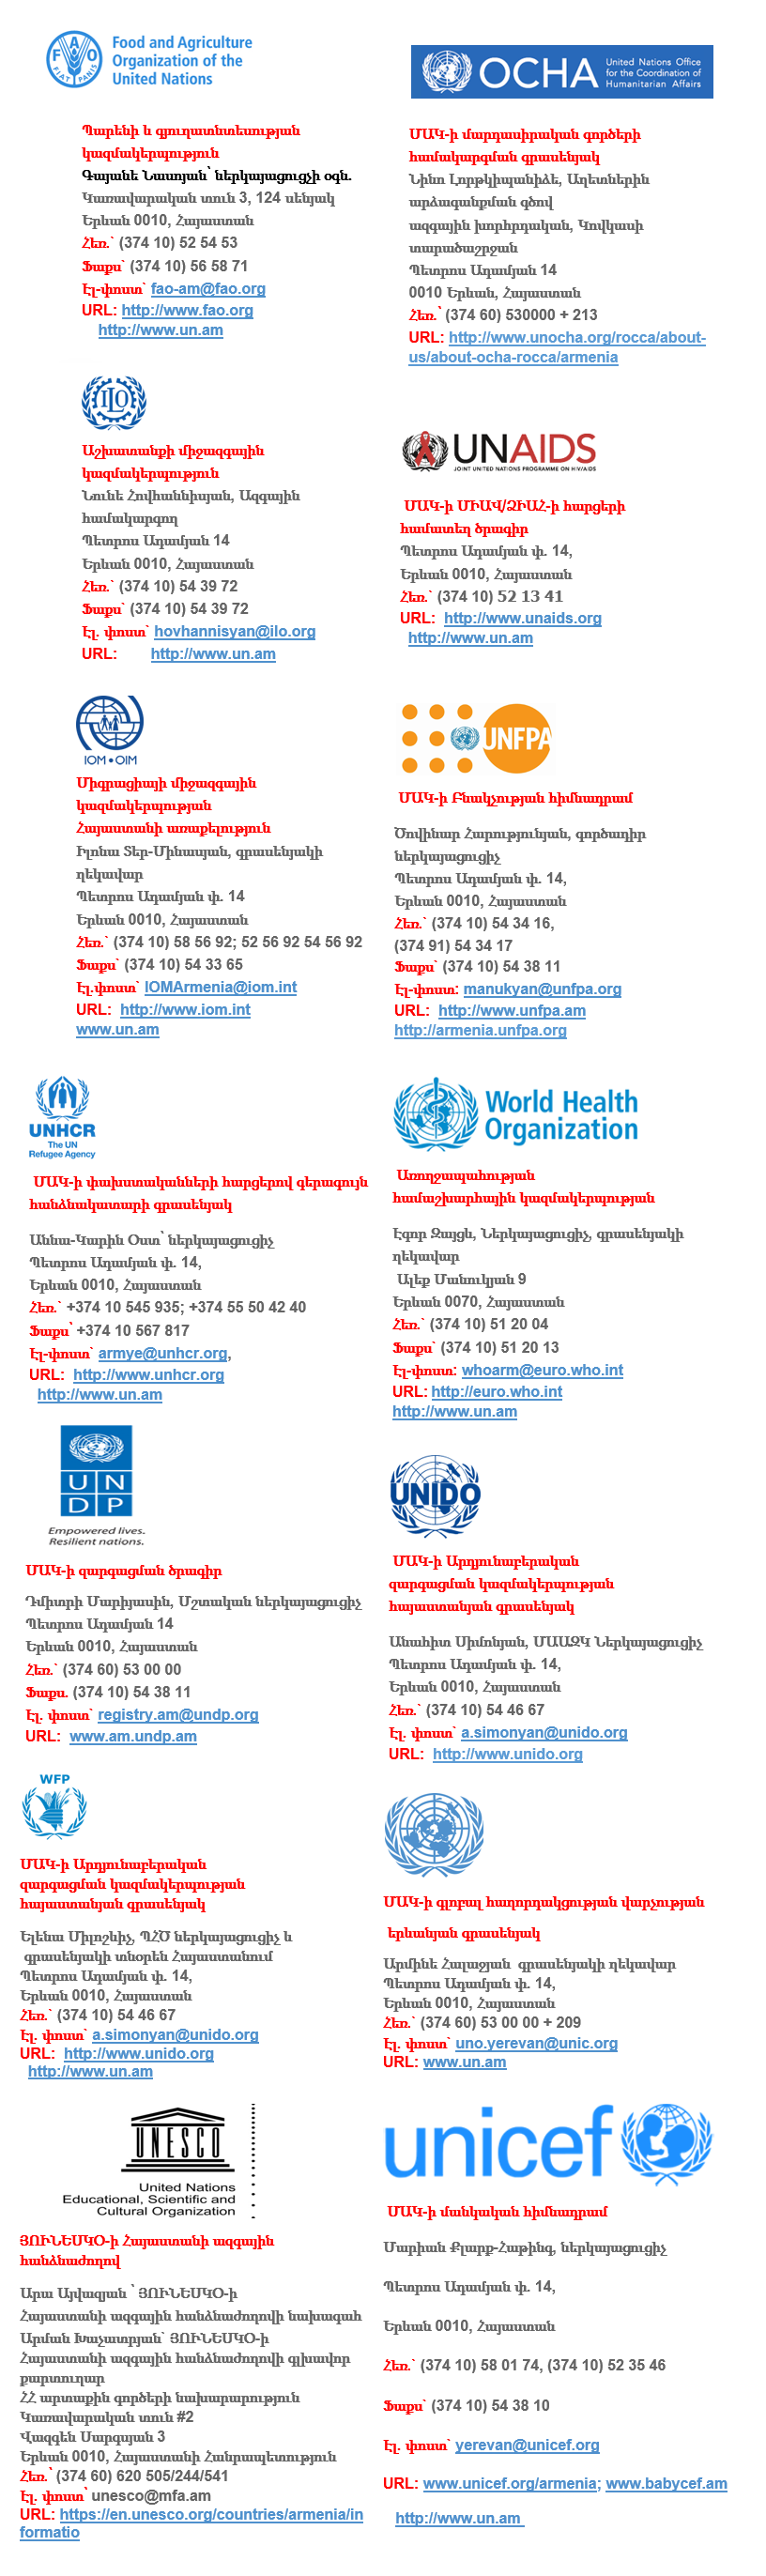 FAO
FIAT PANIS
Food and Agriculture
Organization of the
United Nations
Պարենի և գյուղատնտեսության
կազմակերպություն
Գայանե Նասոյան՝ ներկայացուցչի օգն.
Կառավարական տուն 3, 124 սենյակ
Երևան 0010, Հայաստան
Հեռ.՝ (374 10) 52 54 53
Ֆաքս՝ (374 10) 56 58 71
Էլ-փոստ՝ fao-am@fao.org
URL: http://www.fao.org
http://www.un.am
OCHA
United Nations Office
for the Coordination of
Humanitarian Affairs
ՄԱԿ-ի մարդասիրական գործերի
համակարգման գրասենյակ
Նինո Լորթկիպանիձե, Աղետներին
արձագանքման գծով
ազգային խորհրդական, Կովկասի
տարածաշրջան
Պետրոս Ադամյան 14
0010 Երևան, Հայաստան
Հեռ.՝ (374 60) 530000 + 213
URL: http://www.unocha.org/rocca/about-
us/about-ocha-rocca/armenia
ILO
Աշխատանքի միջազգային
կազմակերպություն
Նունե Հովհաննիսյան, Ազգային
համակարգող
Պետրոս Ադամյան 14
Երևան 0010, Հայաստան
Հեռ.՝ (374 10) 54 39 72
Ֆաքս՝ (374 10) 54 39 72
Էլ. փոստ՝ hovhannisyan@ilo.org
URL: http://www.un.am
UNAIDS
JOINT UNITED NATIONS PROGRAMME ON HIV/AIDS
ՄԱԿ-ի ՄԻԱՎ/ՁԻԱՀ-ի հարցերի
համատեղ ծրագիր
Պետրոս Ադամյան փ. 14,
Երևան 0010, Հայաստան
Հեռ.՝ (374 10) 52 13 41
URL: http://www.unaids.org
http://www.un.am
IOM • OIM
Միգրացիայի միջազգային
կազմակերպության
Հայաստանի առաքելություն
Իլոնա Տեր-Մինասյան, գրասենյակի
ղեկավար
Պետրոս Ադամյան փ. 14
Երևան 0010, Հայաստան
Հեռ.՝ (374 10) 58 56 92; 52 56 92 54 56 92
Ֆաքս՝ (374 10) 54 33 65
Էլ.փոստ՝ IOMArmenia@iom.int
URL: http://www.iom.int
www.un.am
UNFPA
ՄԱԿ-ի Բնակչության հիմնադրամ
Ծովինար Հարությունյան, գործադիր
ներկայացուցիչ
Պետրոս Ադամյան փ. 14,
Երևան 0010, Հայաստան
Հեռ.՝ (374 10) 54 34 16,
(374 91) 54 34 17
Ֆաքս՝ (374 10) 54 38 11
Էլ-փոստ: manukyan@unfpa.org
URL: http://www.unfpa.am
http://armenia.unfpa.org
UNHCR
The UN
Refugee Agency
ՄԱԿ-ի փախստականների հարցերով գերագույն
հանձնակատարի գրասենյակ
Աննա-Կարին Օստ՝ ներկայացուցիչ
Պետրոս Ադամյան փ. 14,
Երևան 0010, Հայաստան
Հեռ.՝ +374 10 545 935; +374 55 50 42 40
Ֆաքս՝ +374 10 567 817
Էլ-փոստ՝ armye@unhcr.org,
URL: http://www.unhcr.org
http://www.un.am
World Health
Organization
Առողջապահության
համաշխարհային կազմակերպության
Էգոր Զայցև, Ներկայացուցիչ, գրասենյակի
ղեկավար
Ալեք Մանուկյան 9
Երևան 0070, Հայաստան
Հեռ.՝ (374 10) 51 20 04
Ֆաքս՝ (374 10) 51 20 13
Էլ-փոստ: whoarm@euro.who.int
URL: http://euro.who.int
http://www.un.am
UN
DP
Empowered lives.
Resilient nations.
ՄԱԿ-ի զարգացման ծրագիր
Դմիտրի Մարիյասին, Մշտական ներկայացուցիչ
Պետրոս Ադամյան 14
Երևան 0010, Հայաստան
Հեռ.՝ (374 60) 53 00 00
Ֆաքս. (374 10) 54 38 11
Էլ. փոստ՝ registry.am@undp.org
URL: www.am.undp.am
UNIDO
ՄԱԿ-ի Արդյունաբերական
զարգացման կազմակերպության
հայաստանյան գրասենյակ
Անահիտ Սիմոնյան, ՄԱԱԶԿ Ներկայացուցիչ
Պետրոս Ադամյան փ. 14,
Երևան 0010, Հայաստան
Հեռ.՝ (374 10) 54 46 67
Էլ. փոստ՝ a.simonyan@unido.org
URL: http://www.unido.org
WFP
ՄԱԿ-ի Արդյունաբերական
զարգացման կազմակերպության
հայաստանյան գրասենյակ
Ելենա Միլոշևիչ, ՊՀԾ ներկայացուցիչ և
գրասենյակի տնօրեն Հայաստանում
Պետրոս Ադամյան փ. 14,
Երևան 0010, Հայաստան
Հեռ.՝ (374 10) 54 46 67
Էլ. փոստ՝ a.simonyan@unido.org
URL: http://www.unido.org
http://www.un.am
ՄԱԿ-ի գլոբալ հաղորդակցության վարչության
երևանյան գրասենյակ
Արմինե Հալաջյան գրասենյակի ղեկավար
Պետրոս Ադամյան փ. 14,
Երևան 0010, Հայաստան
Հեռ.՝ (374 60) 53 00 00 + 209
Էլ. փոստ՝ uno.yerevan@unic.org
URL: www.un.am
UNESCO
United Nations
Educational, Scientific and
Cultural Organization
ՅՈՒՆԵՍԿՕ-ի Հայաստանի ազգային
հանձնաժողով
Արա Այվազյան ՝ ՅՈՒՆԵՍԿՕ-ի
Հայաստանի ազգային հանձնաժողովի նախագահ
Արման Խաչատրյան՝ ՅՈՒՆԵՍԿՕ-ի
Հայաստանի ազգային հանձնաժողովի գլխավոր
քարտուղար
ՀՀ արտաքին գործերի նախարարություն
Կառավարական տուն #2
Վազգեն Սարգսյան 3
Երևան 0010, Հայաստանի Հանրապետություն
Հեռ.՝ (374 60) 620 505/244/541
Էլ. փոստ՝ unesco@mfa.am
URL: https://en.unesco.org/countries/armenia/in
formatio
unicef
ՄԱԿ-ի մանկական հիմնադրամ
Մարիան Քլարք-Հաթինգ, ներկայացուցիչ
Պետրոս Ադամյան փ. 14,
Երևան 0010, Հայաստան
Հեռ.՝ (374 10) 58 01 74, (374 10) 52 35 46
Ֆաքս՝ (374 10) 54 38 10
Էլ. փոստ՝ yerevan@unicef.org
URL: www.unicef.org/armenia; www.babycef.am
http://www.un.am